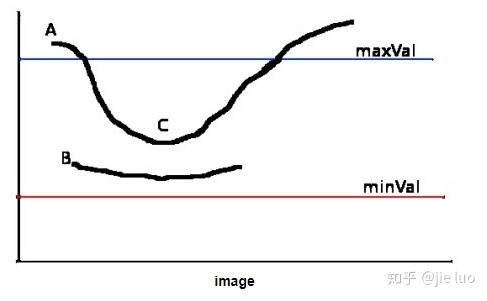 A
maxVal
C
B
minVal
image
知乎 @jie luo